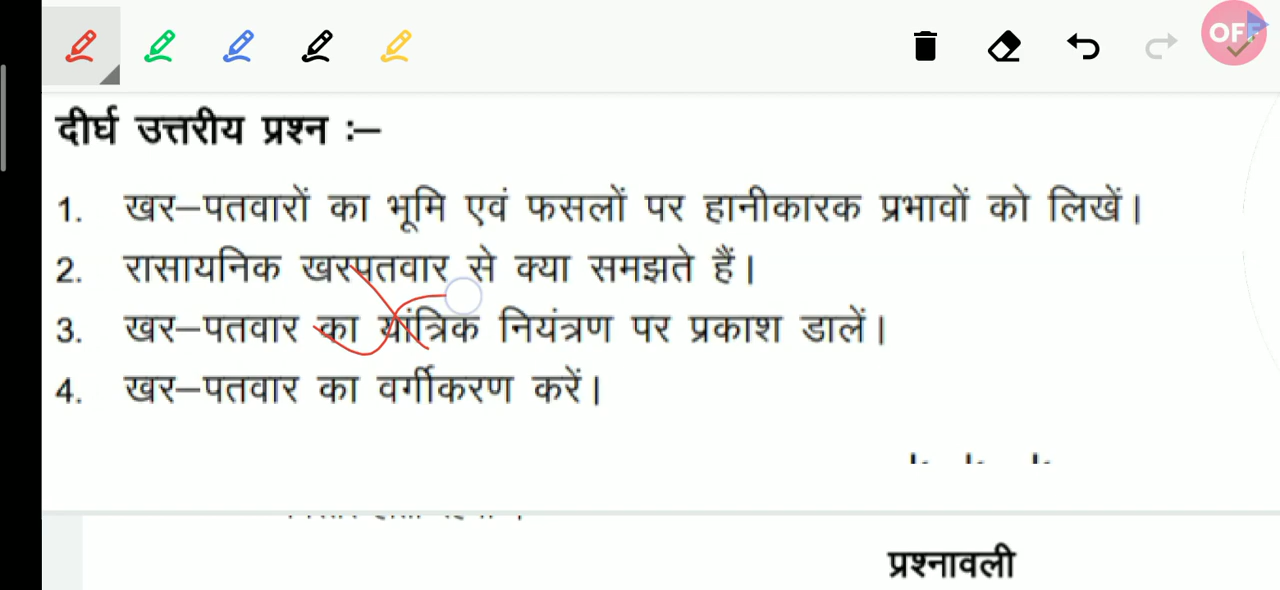 OFF
दीर्घ उत्तरीय प्रश्न :–
1. खर–पतवारों का भूमि एवं फसलों पर हानीकारक प्रभावों को लिखें।
2. रासायनिक खरपतवार से क्या समझते हैं।
3. खर–पतवार का यांत्रिक नियंत्रण पर प्रकाश डालें।
4. खर–पतवार का वर्गीकरण करें।
प्रश्नावली